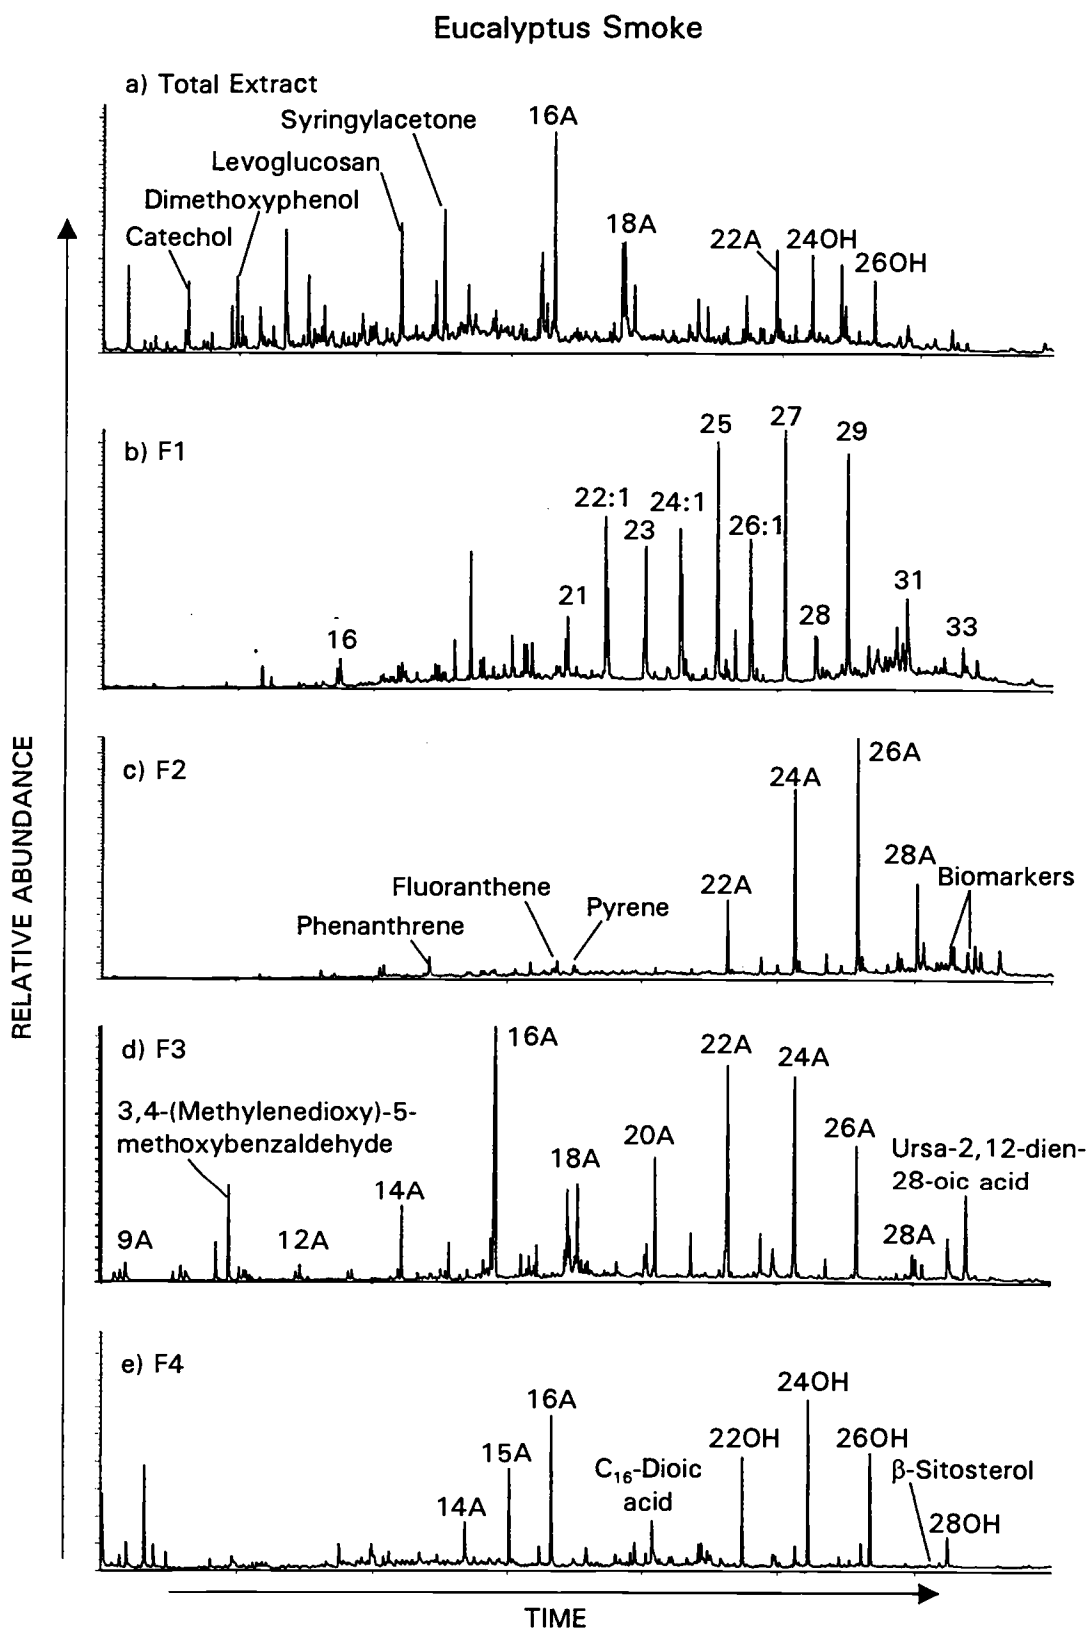 Eucalyptus Smoke
a) Total Extract
Syringylacetone
16A
Levoglucosan
Dimethoxyphenol
Catechol
18A
22A
24OH
26OH
b) F1
16
21
22:1
23
24:1
25
26:1
27
28
29
31
33
c) F2
Phenanthrene
Fluoranthene
Pyrene
22A
24A
26A
28A
Biomarkers
d) F3
3,4-(Methylenedioxy)-5-
methoxybenzaldehyde
9A
12A
14A
16A
18A
20A
22A
24A
26A
Ursa-2,12-dien-
28-oic acid
28A
e) F4
14A
15A
16A
C₁₆-Dioic
acid
22OH
24OH
26OH
β-Sitosterol
28OH
RELATIVE ABUNDANCE
TIME